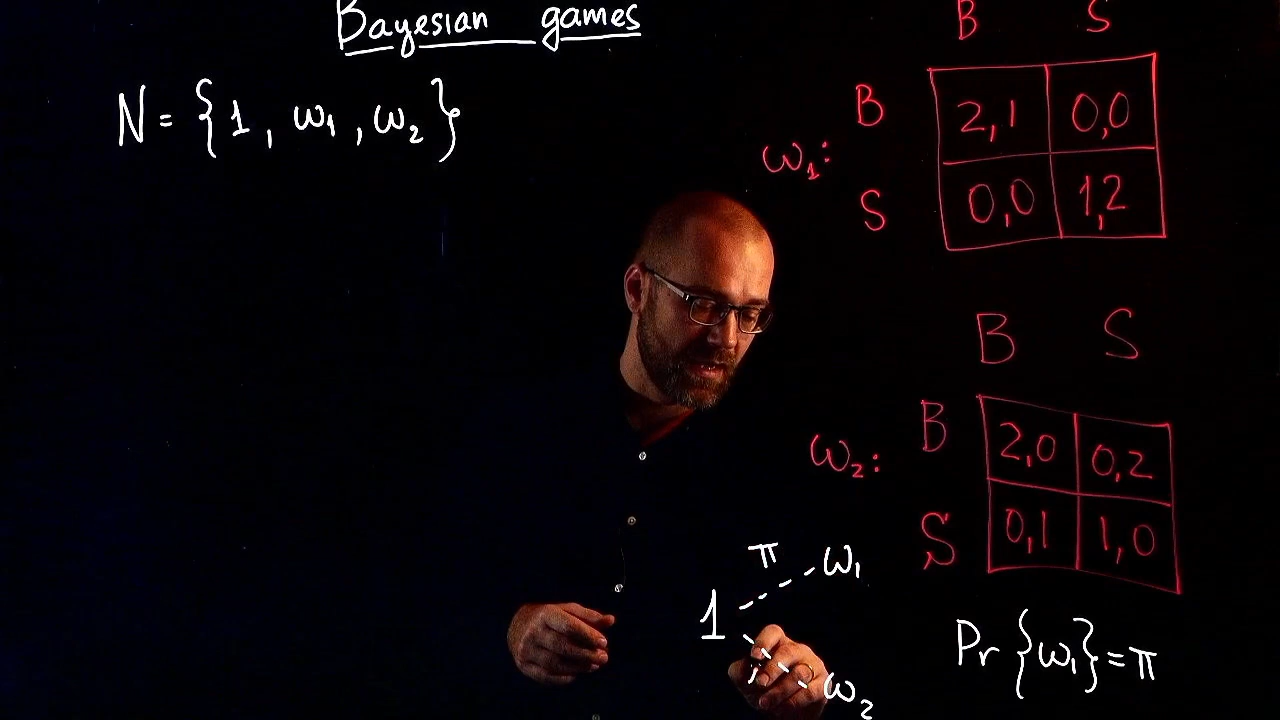 Bayesian games
N = {1, ω₁, ω₂}
B S
B 2,1 0,0
ω₁:
S 0,0 1,2
B S
B 2,0 0,2
ω₂:
S 0,1 1,0
π ω₁
1
ω₂
Pr {ω₁} = π